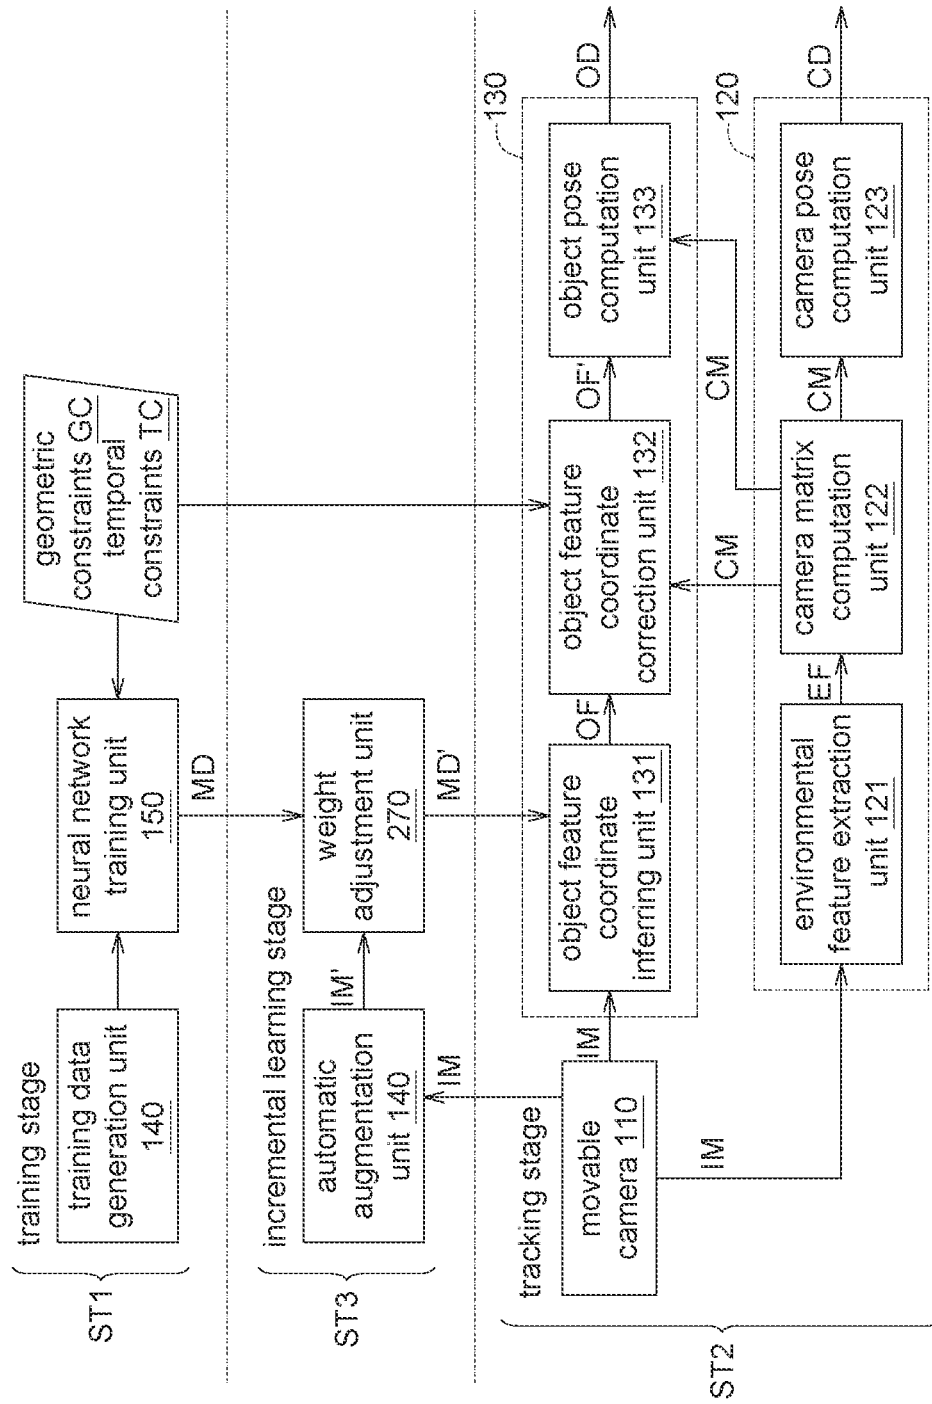 training stage
ST1
training data
generation unit
140
neural network
training unit
150
geometric
constraints GC
temporal
constraints TC
MD
incremental learning stage
ST3
automatic
augmentation
unit 140
IM'
weight
adjustment unit
270
MD'
IM
tracking stage
ST2
movable
camera 110
IM
IM
130
object feature
coordinate
inferring unit 131
OF
object feature
coordinate
correction unit 132
OF'
object pose
computation
unit 133
OD
CM
CM
120
environmental
feature extraction
unit 121
EF
camera matrix
computation
unit 122
CM
camera pose
computation
unit 123
CD